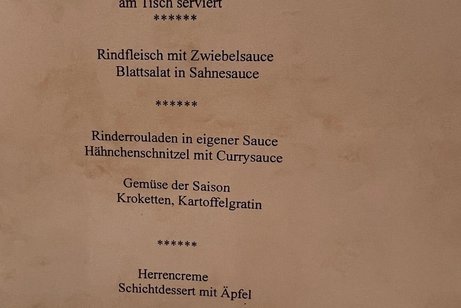 am Tisch serviert
******
Rindfleisch mit Zwiebelsauce
Blattsalat in Sahnesauce
******
Rinderrouladen in eigener Sauce
Hähnchenschnitzel mit Currysauce
Gemüse der Saison
Kroketten, Kartoffelgratin
******
Herrencreme
Schichtdessert mit Äpfel